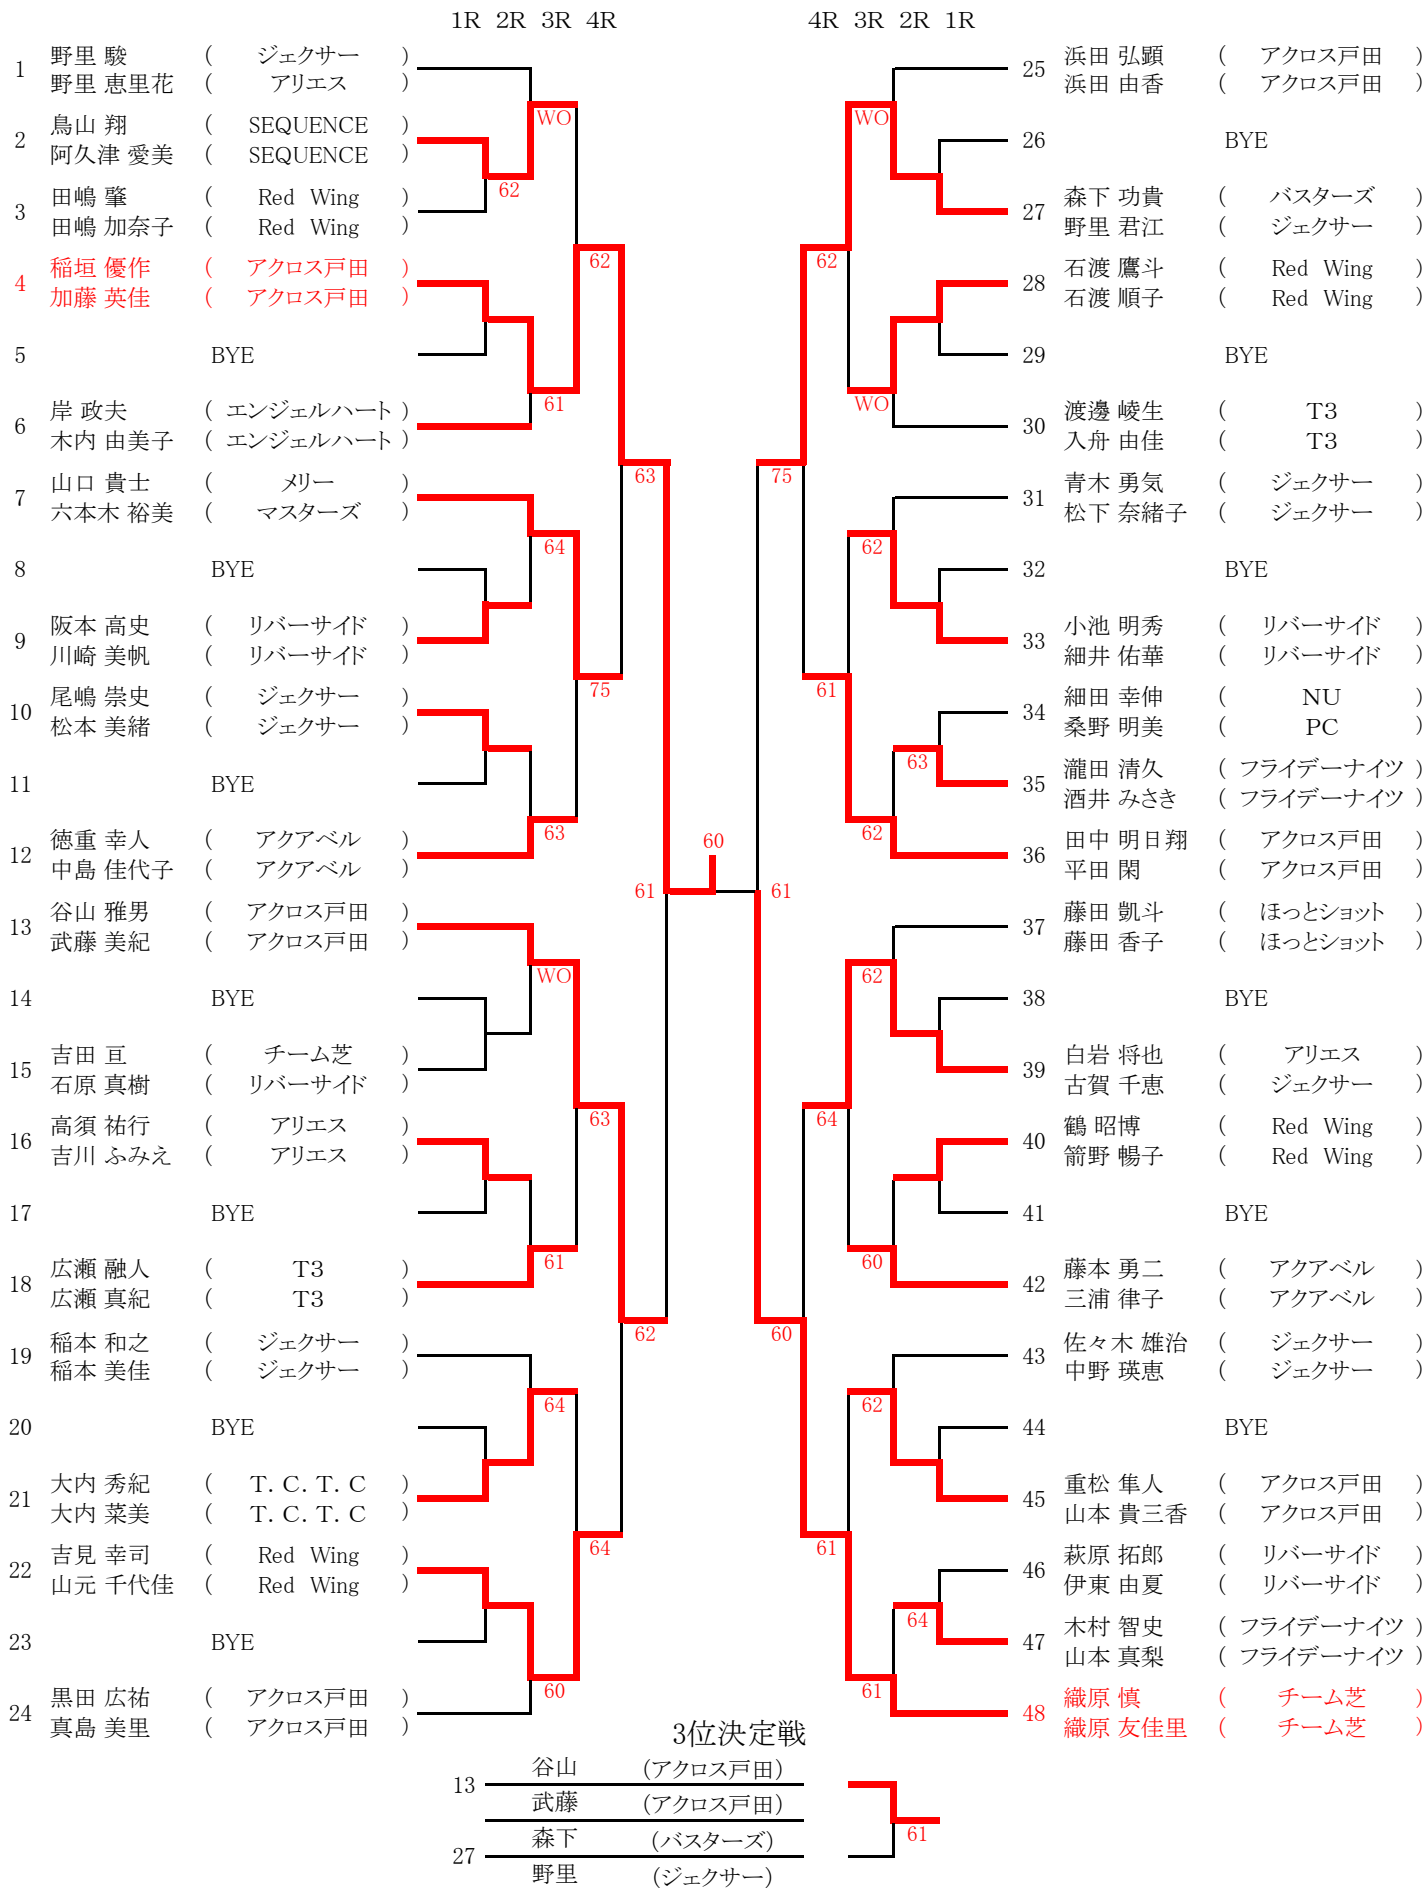 1R 2R 3R 4R
1 野里 駿 ( ジェクサー )
野里 恵里花 ( アリエス )
2 鳥山 翔 ( SEQUENCE )
阿久津 愛美 ( SEQUENCE )
3 田嶋 肇 ( Red Wing )
田嶋 加奈子 ( Red Wing )
4 稲垣 優作 ( アクロス戸田 )
加藤 英佳 ( アクロス戸田 )
5 BYE
6 岸 政夫 ( エンジェルハート )
木内 由美子 ( エンジェルハート )
7 山口 貴士 ( メリー )
六本木 裕美 ( マスターズ )
8 BYE
9 阪本 高史 ( リバーサイド )
川崎 美帆 ( リバーサイド )
10 尾嶋 崇史 ( ジェクサー )
松本 美緒 ( ジェクサー )
11 BYE
12 徳重 幸人 ( アクアベル )
中島 佳代子 ( アクアベル )
13 谷山 雅男 ( アクロス戸田 )
武藤 美紀 ( アクロス戸田 )
14 BYE
15 吉田 亘 ( チーム芝 )
石原 真樹 ( リバーサイド )
16 高須 祐行 ( アリエス )
吉川 ふみえ ( アリエス )
17 BYE
18 広瀬 融人 ( T3 )
広瀬 真紀 ( T3 )
19 稲本 和之 ( ジェクサー )
稲本 美佳 ( ジェクサー )
20 BYE
21 大内 秀紀 ( T. C. T. C )
大内 菜美 ( T. C. T. C )
22 吉見 幸司 ( Red Wing )
山元 千代佳 ( Red Wing )
23 BYE
24 黒田 広祐 ( アクロス戸田 )
真島 美里 ( アクロス戸田 )
62
WO
61
64
63
WO
61
64
60
62
75
63
64
63
62
61
60
4R 3R 2R 1R
25 浜田 弘顕 ( アクロス戸田 )
浜田 由香 ( アクロス戸田 )
26 BYE
27 森下 功貴 ( バスターズ )
野里 君江 ( ジェクサー )
28 石渡 鷹斗 ( Red Wing )
石渡 順子 ( Red Wing )
29 BYE
30 渡邊 崚生 ( T3 )
入舟 由佳 ( T3 )
31 青木 勇気 ( ジェクサー )
松下 奈緒子 ( ジェクサー )
32 BYE
33 小池 明秀 ( リバーサイド )
細井 佑華 ( リバーサイド )
34 細田 幸伸 ( NU )
桑野 明美 ( PC )
35 瀧田 清久 ( フライデーナイツ )
酒井 みさき ( フライデーナイツ )
36 田中 明日翔 ( アクロス戸田 )
平田 閑 ( アクロス戸田 )
37 藤田 凱斗 ( ほっとショット )
藤田 香子 ( ほっとショット )
38 BYE
39 白岩 将也 ( アリエス )
古賀 千恵 ( ジェクサー )
40 鶴 昭博 ( Red Wing )
箭野 暢子 ( Red Wing )
41 BYE
42 藤本 勇二 ( アクアベル )
三浦 律子 ( アクアベル )
43 佐々木 雄治 ( ジェクサー )
中野 瑛恵 ( ジェクサー )
44 BYE
45 重松 隼人 ( アクロス戸田 )
山本 貴三香 ( アクロス戸田 )
46 萩原 拓郎 ( リバーサイド )
伊東 由夏 ( リバーサイド )
47 木村 智史 ( フライデーナイツ )
山本 真梨 ( フライデーナイツ )
48 織原 慎 ( チーム芝 )
織原 友佳里 ( チーム芝 )
63
64
WO
WO
62
62
62
60
62
61
62
61
64
61
75
60
61
3位決定戦
13 谷山 (アクロス戸田)
武藤 (アクロス戸田)
27 森下 (バスターズ)
野里 (ジェクサー)
61